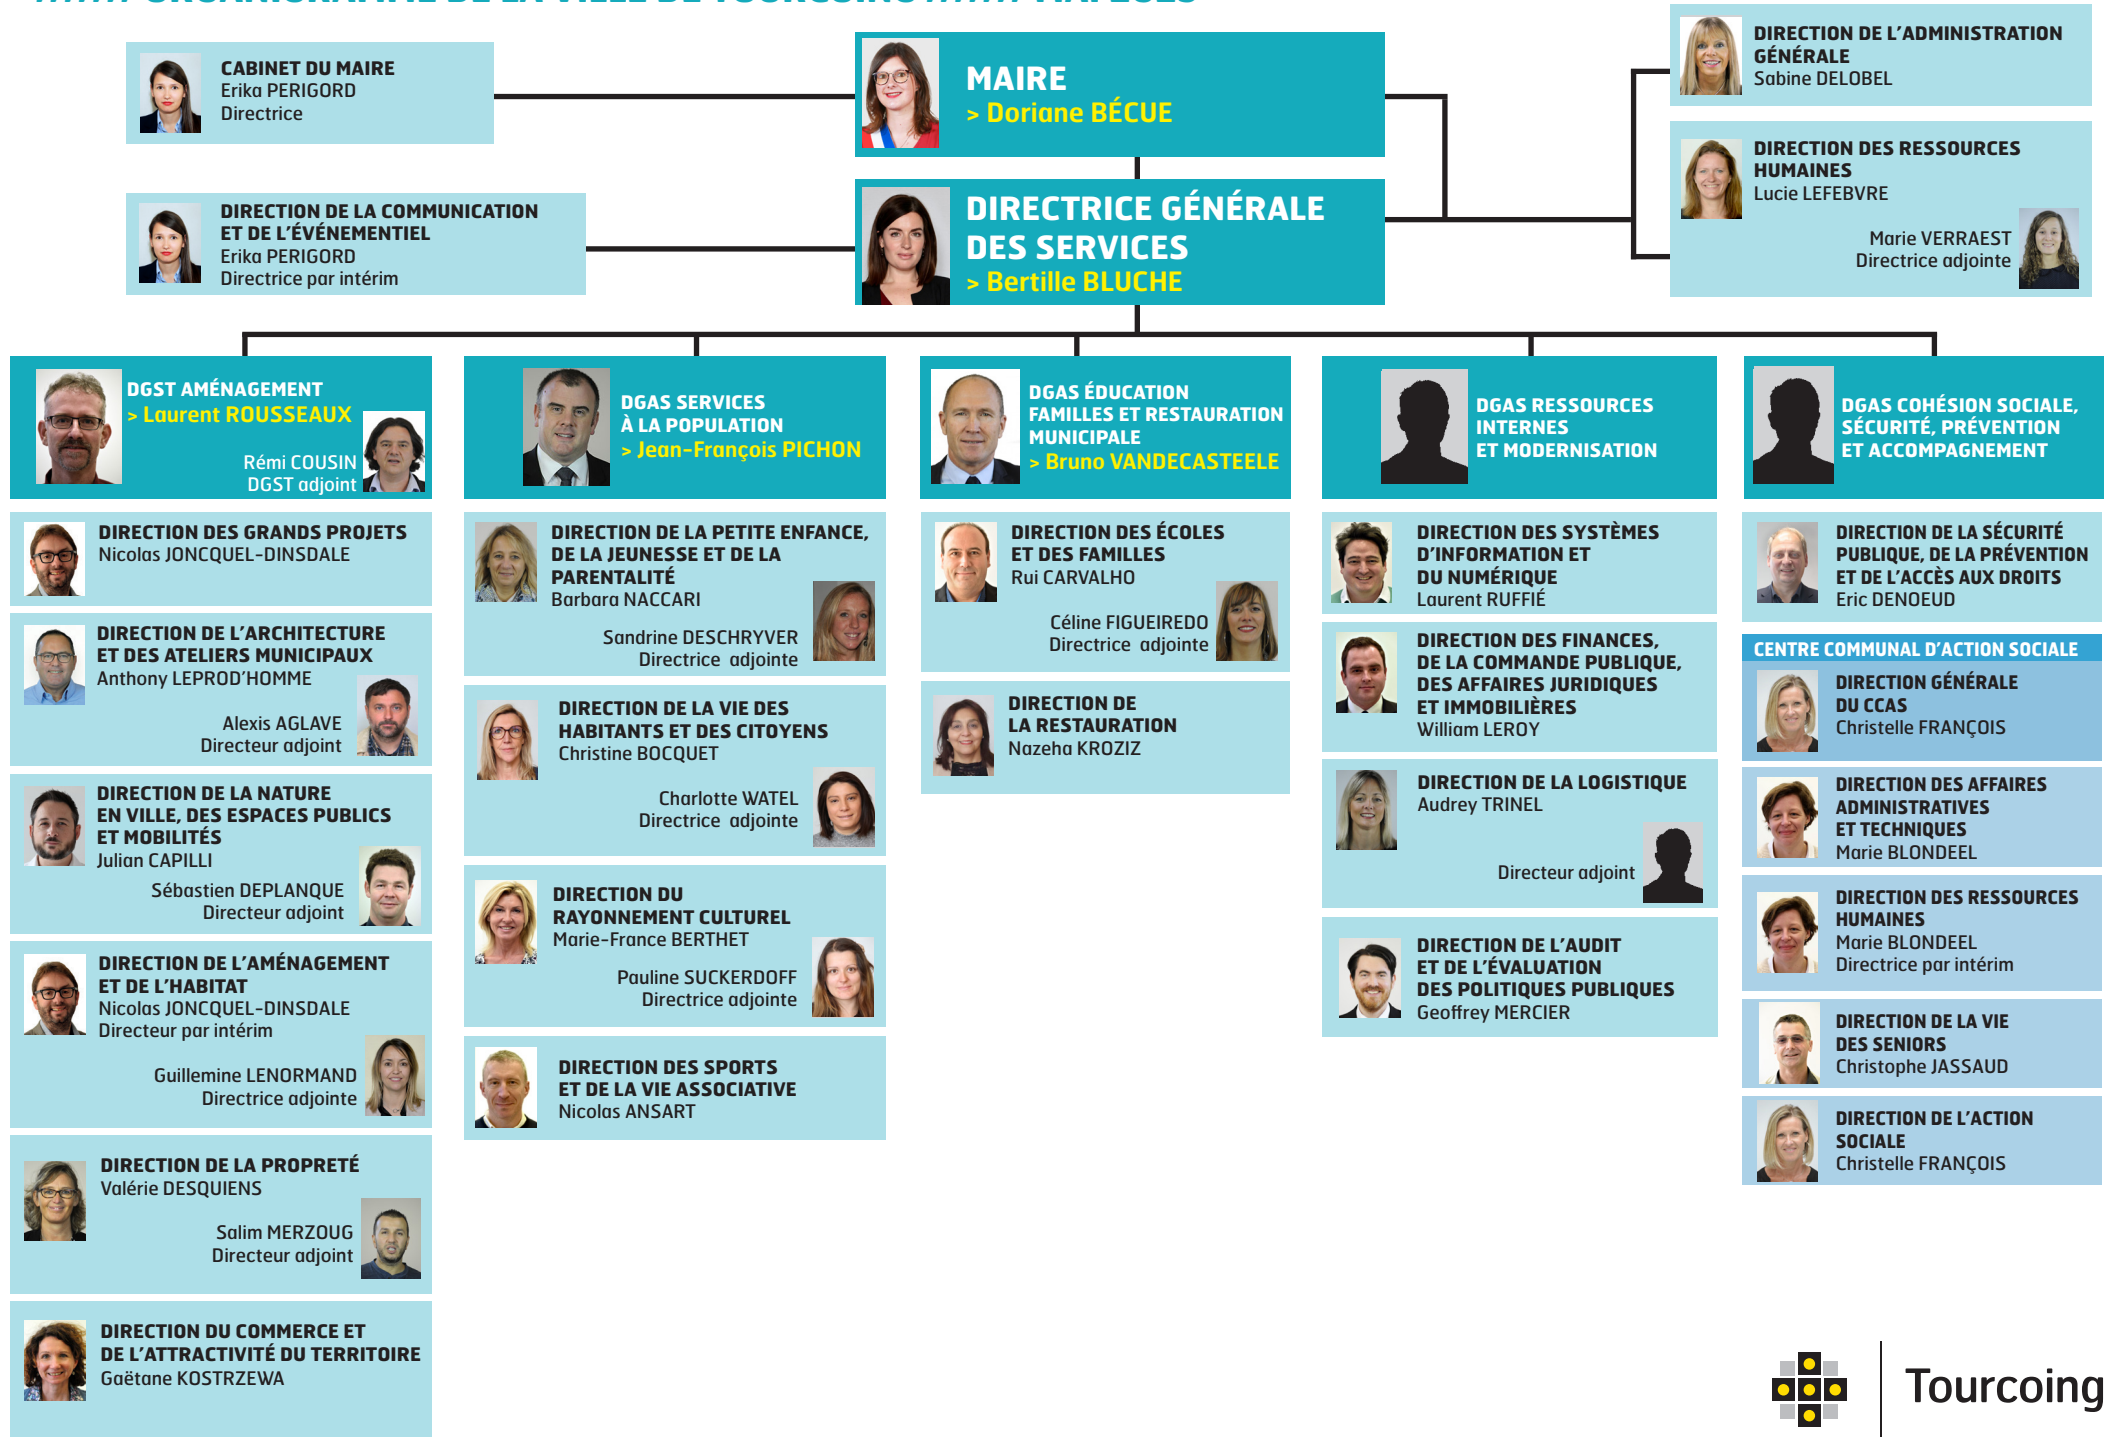 ORGANIGRAMME DE LA VILLE DE TOURCOING
CABINET DU MAIRE
Erika PERIGORD
Directrice
MAIRE
> Doriane BÉCUE
DIRECTION DE L'ADMINISTRATION
GÉNÉRALE
Sabine DELOBEL
DIRECTION DE LA COMMUNICATION
ET DE L'ÉVÉNEMENTIEL
Erika PERIGORD
Directrice par intérim
DIRECTRICE GÉNÉRALE
DES SERVICES
> Bertille BLUCHE
DIRECTION DES RESSOURCES
HUMAINES
Lucie LEFEBVRE
Marie VERRAEST
Directrice adjointe
DGST AMÉNAGEMENT
> Laurent ROUSSEAUX
Rémi COUSIN
DGST adjoint
DIRECTION DES GRANDS PROJETS
Nicolas JONCQUEL-DINSDALE
DIRECTION DE L'ARCHITECTURE
ET DES ATELIERS MUNICIPAUX
Anthony LEPROD'HOMME
Alexis AGLAVE
Directeur adjoint
DIRECTION DE LA NATURE
EN VILLE, DES ESPACES PUBLICS
ET MOBILITÉS
Julian CAPILLI
Sébastien DEPLANQUE
Directeur adjoint
DIRECTION DE L'AMÉNAGEMENT
ET DE L'HABITAT
Nicolas JONCQUEL-DINSDALE
Directeur par intérim
Guillemine LENORMAND
Directrice adjointe
DIRECTION DE LA PROPRETÉ
Valérie DESQUIENS
Salim MERZOUG
Directeur adjoint
DIRECTION DU COMMERCE ET
DE L'ATTRACTIVITÉ DU TERRITOIRE
Gaëtane KOSTRZEWA
DGAS SERVICES
À LA POPULATION
> Jean-François PICHON
DIRECTION DE LA PETITE ENFANCE,
DE LA JEUNESSE ET DE LA
PARENTALITÉ
Barbara NACCARI
Sandrine DESCHRYVER
Directrice adjointe
DIRECTION DE LA VIE DES
HABITANTS ET DES CITOYENS
Christine BOCQUET
Charlotte WATEL
Directrice adjointe
DIRECTION DU
RAYONNEMENT CULTUREL
Marie-France BERTHET
Pauline SUCKERDOFF
Directrice adjointe
DIRECTION DES SPORTS
ET DE LA VIE ASSOCIATIVE
Nicolas ANSART
DGAS ÉDUCATION
FAMILLES ET RESTAURATION
MUNICIPALE
> Bruno VANDECASTEELE
DIRECTION DES ÉCOLES
ET DES FAMILLES
Rui CARVALHO
Céline FIGUEIREDO
Directrice adjointe
DIRECTION DE
LA RESTAURATION
Nazeha KROZIZ
DGAS RESSOURCES
INTERNES
ET MODERNISATION
DIRECTION DES SYSTÈMES
D'INFORMATION ET
DU NUMÉRIQUE
Laurent RUFFIÉ
DIRECTION DES FINANCES,
DE LA COMMANDE PUBLIQUE,
DES AFFAIRES JURIDIQUES
ET IMMOBILIÈRES
William LEROY
DIRECTION DE LA LOGISTIQUE
Audrey TRINEL
Directeur adjoint
DIRECTION DE L'AUDIT
ET DE L'ÉVALUATION
DES POLITIQUES PUBLIQUES
Geoffrey MERCIER
DGAS COHÉSION SOCIALE,
SÉCURITÉ, PRÉVENTION
ET ACCOMPAGNEMENT
DIRECTION DE LA SÉCURITÉ
PUBLIQUE, DE LA PRÉVENTION
ET DE L'ACCÈS AUX DROITS
Eric DENOEUD
CENTRE COMMUNAL D'ACTION SOCIALE
DIRECTION GÉNÉRALE
DU CCAS
Christelle FRANÇOIS
DIRECTION DES AFFAIRES
ADMINISTRATIVES
ET TECHNIQUES
Marie BLONDEEL
DIRECTION DES RESSOURCES
HUMAINES
Marie BLONDEEL
Directrice par intérim
DIRECTION DE LA VIE
DES SENIORS
Christophe JASSAUD
DIRECTION DE L'ACTION
SOCIALE
Christelle FRANÇOIS
Tourcoing